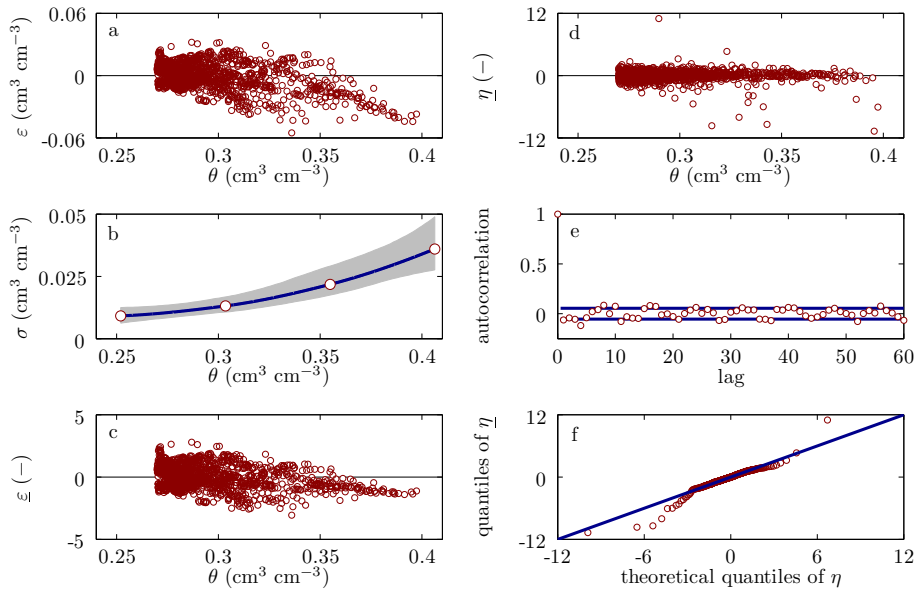 a
0.06
0
-0.06
ε (cm³ cm⁻³)
0.25 0.3 0.35 0.4
θ (cm³ cm⁻³)
b
0.05
0.025
0
σ (cm³ cm⁻³)
0.25 0.3 0.35 0.4
θ (cm³ cm⁻³)
c
5
0
-5
ε (−)
0.25 0.3 0.35 0.4
θ (cm³ cm⁻³)
d
12
0
-12
η (−)
0.25 0.3 0.35 0.4
θ (cm³ cm⁻³)
e
1
0.5
0
autocorrelation
0 10 20 30 40 50 60
lag
f
12
0
-12
quantiles of η
-12 -6 0 6 12
theoretical quantiles of η